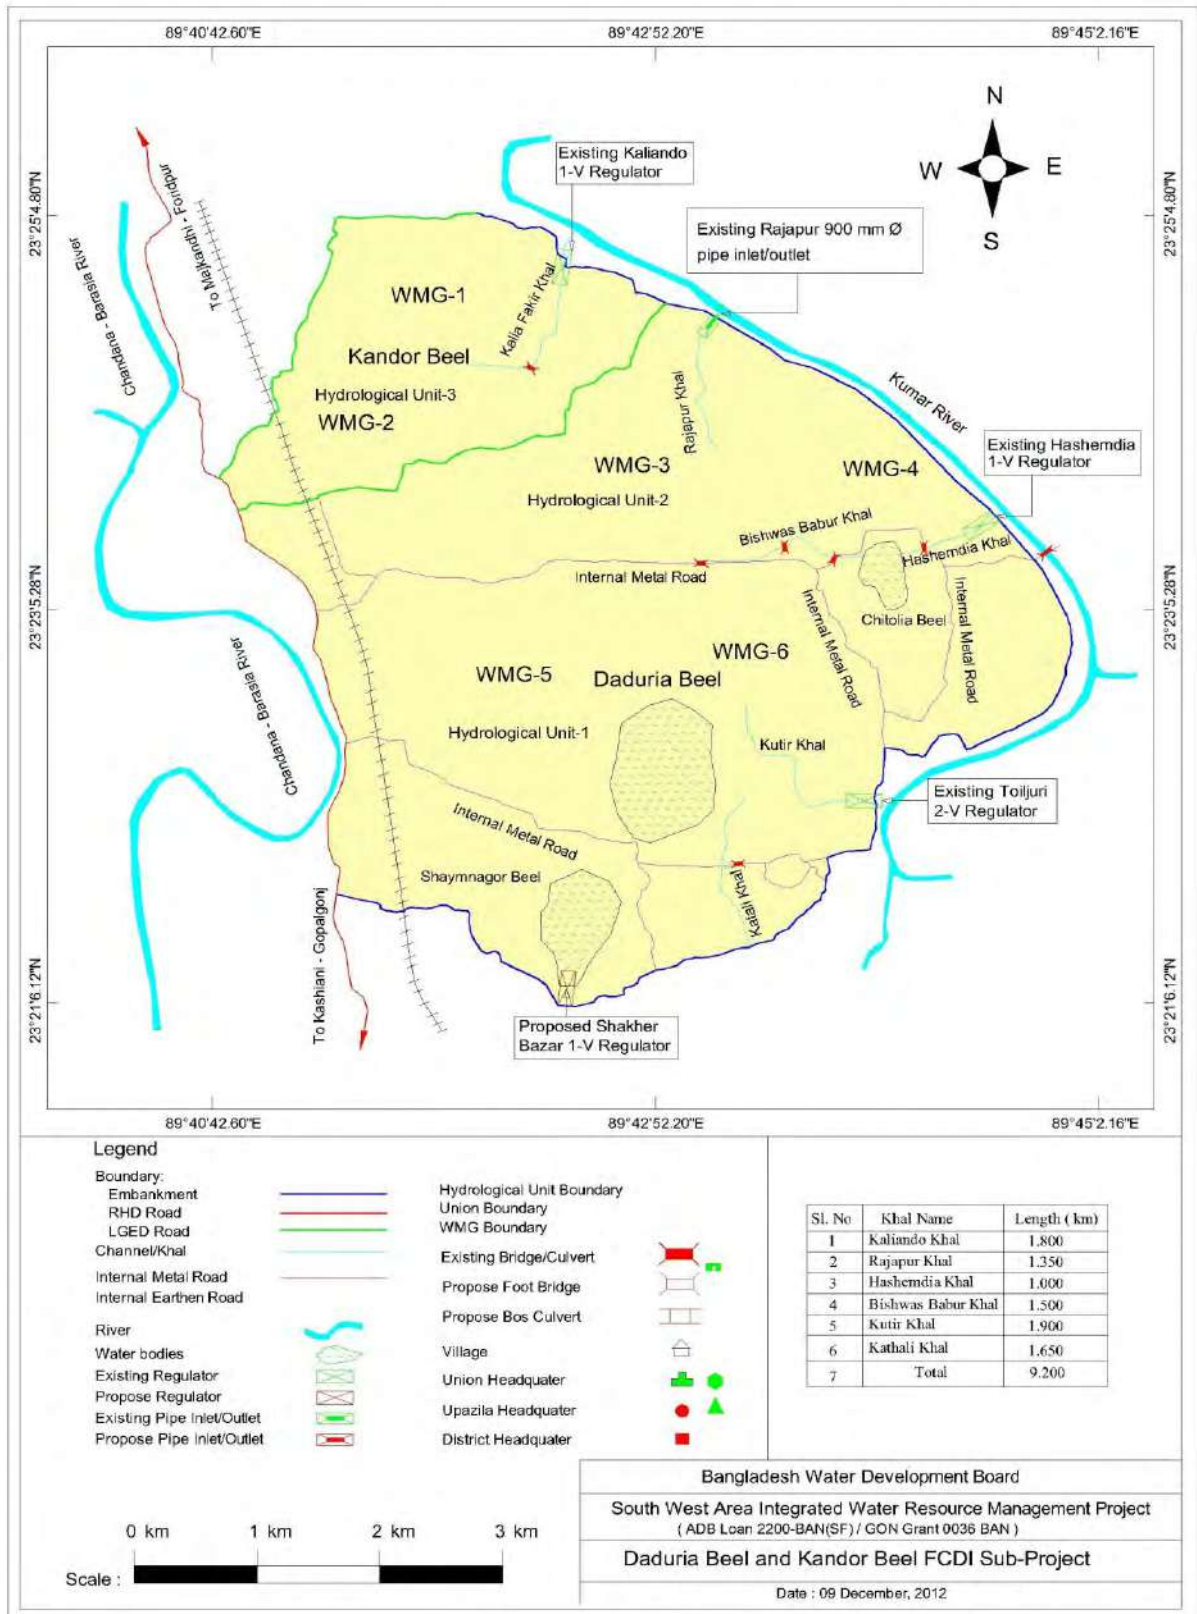 89°40'42.60"E
89°42'52.20"E
89°45'2.16"E
23°25'4.80"N
23°25'4.80"N
N
W
E
S
To Majkandhi - Foridpur
Chandana - Barasia River
Existing Kaliando
1-V Regulator
Existing Rajapur 900 mm Ø
pipe inlet/outlet
WMG-1
Kalia Fakir Khal
Kandor Beel
Hydrological Unit-3
WMG-2
Rajapur Khal
Kumar River
Existing Hashemdia
1-V Regulator
WMG-3
WMG-4
Hydrological Unit-2
Bishwas Babur Khal
Hashemdia Khal
Internal Metal Road
23°23'5.28"N
23°23'5.28"N
Chitolia Beel
Internal Metal Road
Internal Metal Road
Chandana - Barasia River
WMG-6
WMG-5
Daduria Beel
Hydrological Unit-1
Kutir Khal
Existing Toiljuri
2-V Regulator
Internal Metal Road
Shaymnagor Beel
Katali Khal
To Kashiani - Gopalgonj
23°21'6.12"N
23°21'6.12"N
Proposed Shakher
Bazar 1-V Regulator
89°40'42.60"E
89°42'52.20"E
89°45'2.16"E
Legend
Boundary:
Embankment
RHD Road
LGED Road
Channel/Khal
Internal Metal Road
Internal Earthen Road
River
Water bodies
Existing Regulator
Propose Regulator
Existing Pipe Inlet/Outlet
Propose Pipe Inlet/Outlet
Hydrological Unit Boundary
Union Boundary
WMG Boundary
Existing Bridge/Culvert
Propose Foot Bridge
Propose Bos Culvert
Village
Union Headquater
Upazila Headquater
District Headquater
Sl. No Khal Name Length ( km)
1 Kaliando Khal 1.800
2 Rajapur Khal 1.350
3 Hashemdia Khal 1.000
4 Bishwas Babur Khal 1.500
5 Kutir Khal 1.900
6 Kathali Khal 1.650
7 Total 9.200
0 km 1 km 2 km 3 km
Scale :
Bangladesh Water Development Board
South West Area Integrated Water Resource Management Project
( ADB Loan 2200-BAN(SF) / GON Grant 0036 BAN )
Daduria Beel and Kandor Beel FCDI Sub-Project
Date : 09 December, 2012